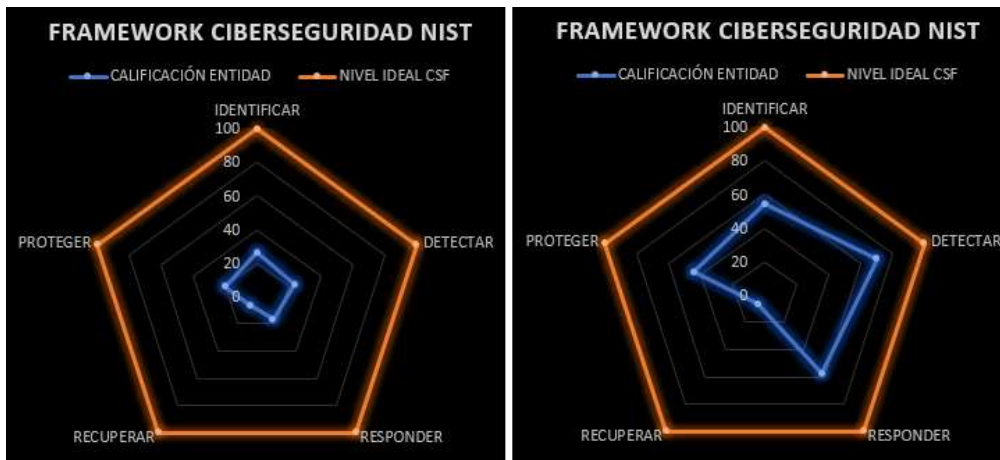 FRAMEWORK CIBERSEGURIDAD NIST
CALIFICACIÓN ENTIDAD
NIVEL IDEAL CSF
IDENTIFICAR
100
80
60
40
20
0
PROTEGER
DETECTAR
RECUPERAR
RESPONDER
FRAMEWORK CIBERSEGURIDAD NIST
CALIFICACIÓN ENTIDAD
NIVEL IDEAL CSF
IDENTIFICAR
100
80
60
40
20
0
PROTEGER
DETECTAR
RECUPERAR
RESPONDER